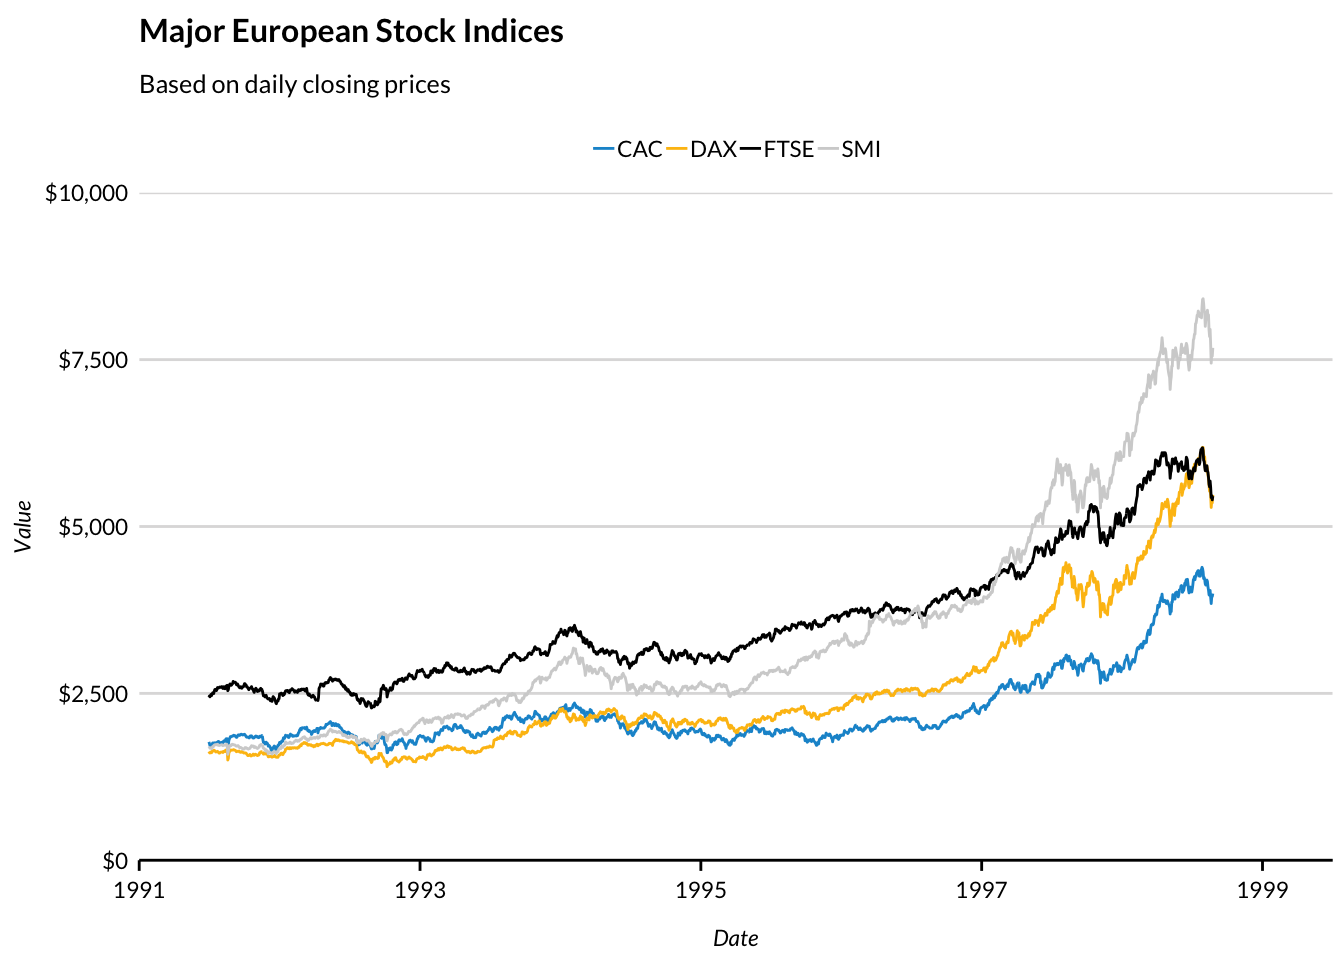 Major European Stock Indices
Based on daily closing prices
CAC DAX FTSE SMI
$10,000
$7,500
$5,000
$2,500
$0
Value
1991 1993 1995 1997 1999
Date